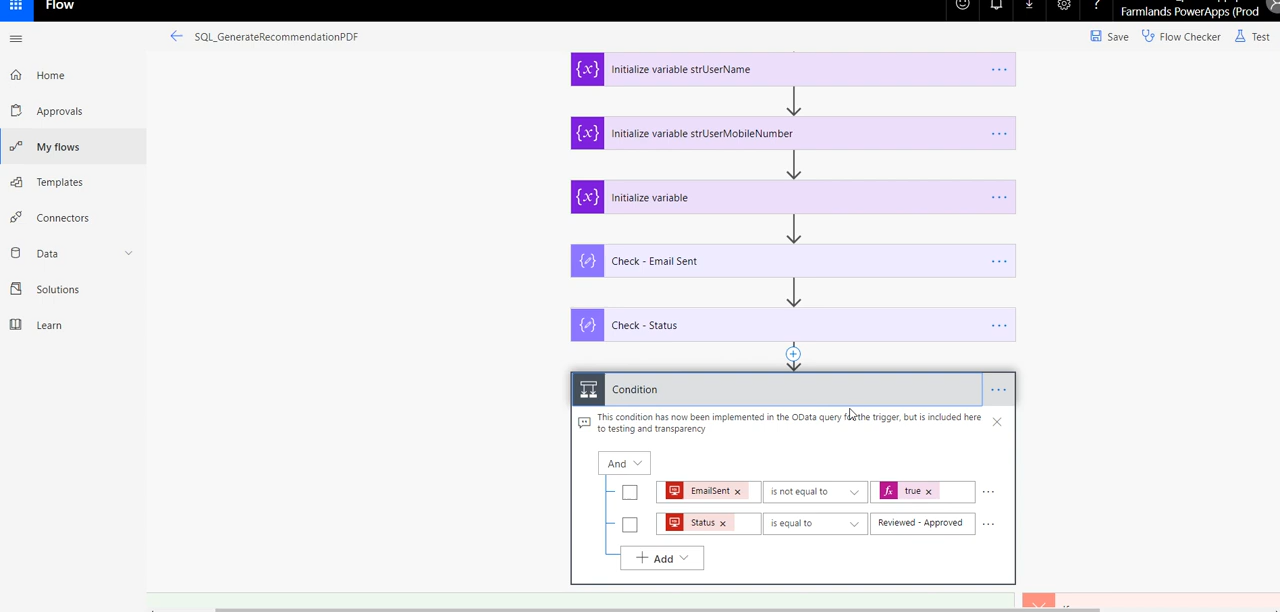 Flow
Farmlands PowerApps (Prod
SQL_GenerateRecommendationPDF
Save
Flow Checker
Test
Home
Approvals
My flows
Templates
Connectors
Data
Solutions
Learn
{x} Initialize variable strUserName
{x} Initialize variable strUserMobileNumber
{x} Initialize variable
Check - Email Sent
Check - Status
Condition
This condition has now been implemented in the OData query for the trigger, but is included here
to testing and transparency
And
EmailSent × is not equal to fx true ×
Status × is equal to Reviewed - Approved
+ Add